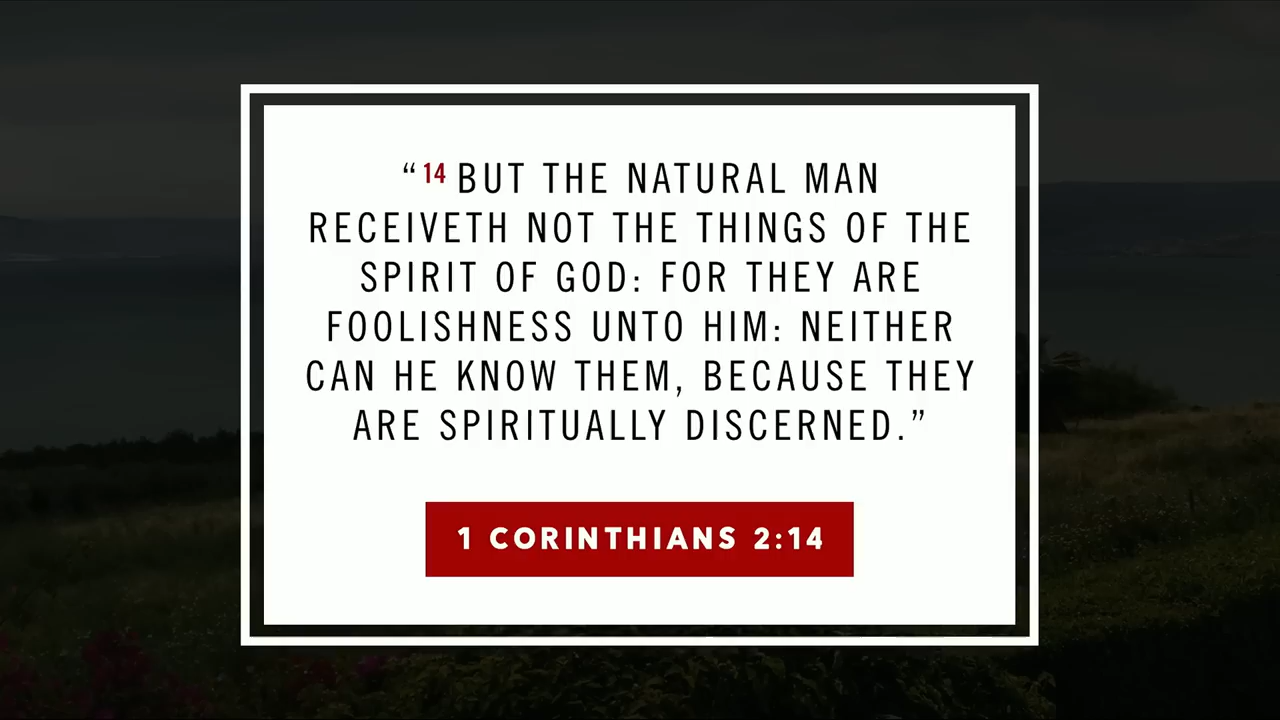 “14 BUT THE NATURAL MAN
RECEIVETH NOT THE THINGS OF THE
SPIRIT OF GOD: FOR THEY ARE
FOOLISHNESS UNTO HIM: NEITHER
CAN HE KNOW THEM, BECAUSE THEY
ARE SPIRITUALLY DISCERNED.”
1 CORINTHIANS 2:14